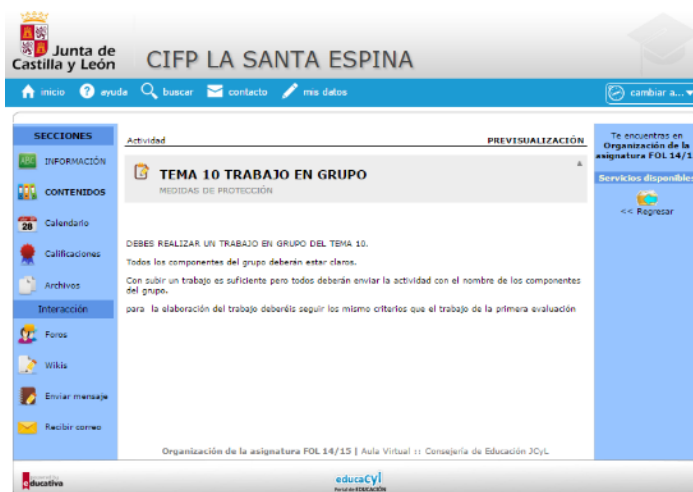 Junta de
Castilla y León
CIFP LA SANTA ESPINA
inicio ayuda buscar contacto mis datos cambiar a...
SECCIONES
INFORMACIÓN
CONTENIDOS
28 Calendario
Calificaciones
Archivos
Interacción
Foros
Wikis
Enviar mensaje
Recibir correo
Actividad PREVISUALIZACIÓN
TEMA 10 TRABAJO EN GRUPO
MEDIDAS DE PROTECCIÓN
DEBES REALIZAR UN TRABAJO EN GRUPO DEL TEMA 10.
Todos los componentes del grupo deberán estar claros.
Con subir un trabajo es suficiente pero todos deberán enviar la actividad con el nombre de los componentes
del grupo.
para la elaboración del trabajo deberéis seguir los mismo criterios que el trabajo de la primera evaluación
Te encuentras en
Organización de la
asignatura FOL 14/1
Servicios disponibles
<< Regresar
Organización de la asignatura FOL 14/15 | Aula Virtual :: Consejería de Educación JCyL
educativa
educaCyl